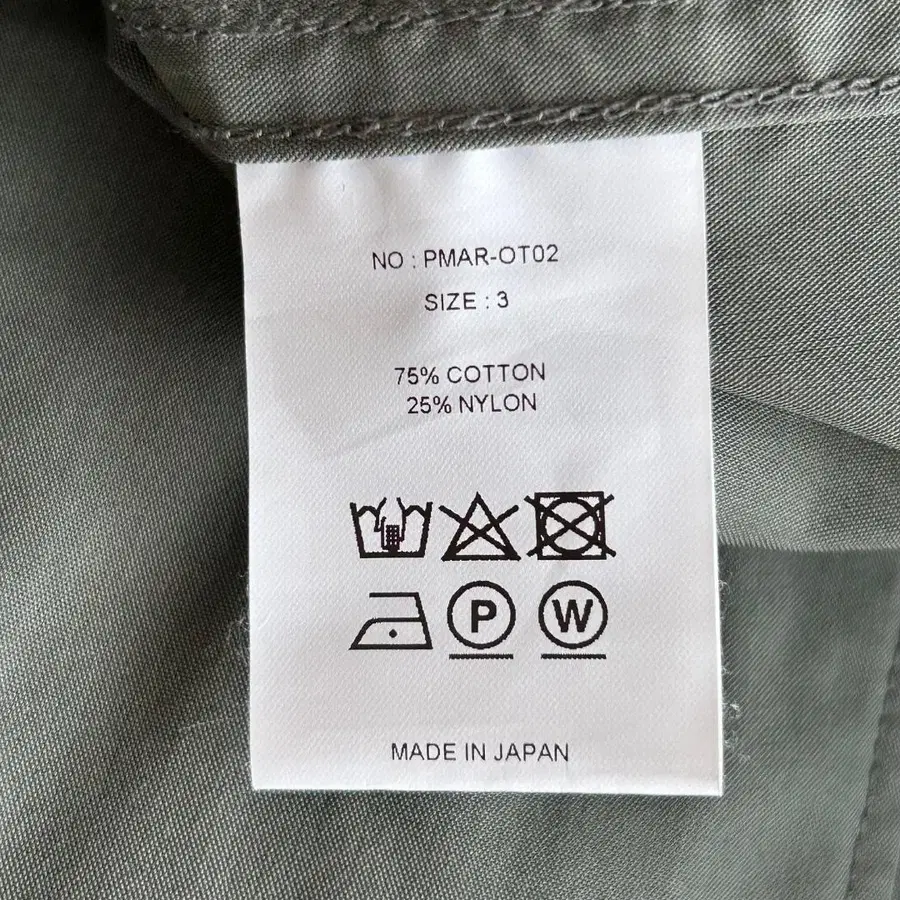 NO : PMAR-OT02
SIZE : 3
75% COTTON
25% NYLON
P W
MADE IN JAPAN